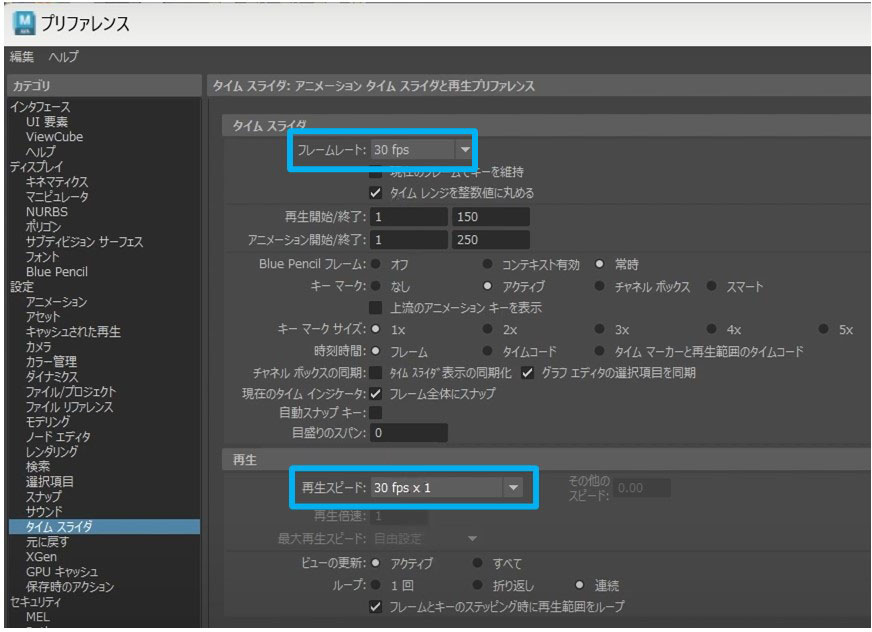 プリファレンス
編集 ヘルプ
カテゴリ
インタフェース
UI 要素
ViewCube
ヘルプ
ディスプレイ
キネマティクス
マニピュレータ
NURBS
ポリゴン
サブディビジョン サーフェス
フォント
Blue Pencil
設定
アニメーション
アセット
キャッシュされた再生
カメラ
カラー管理
ダイナミクス
ファイル/プロジェクト
ファイル リファレンス
モデリング
ノード エディタ
レンダリング
検索
選択項目
スナップ
サウンド
タイム スライダ
元に戻す
XGen
GPU キャッシュ
保存時のアクション
セキュリティ
MEL
タイム スライダ: アニメーション タイム スライダと再生プリファレンス
タイム スライダ
フレームレート: 30 fps
現在のフレームでキーを維持
タイム レンジを整数値に丸める
再生開始/終了: 1 150
アニメーション開始/終了: 1 250
Blue Pencil フレーム: オフ コンテキスト有効 常時
キー マーク: なし アクティブ チャネル ボックス スマート
上流のアニメーション キーを表示
キー マーク サイズ: 1x 2x 3x 4x 5x
時刻時間: フレーム タイムコード タイム マーカーと再生範囲のタイムコード
チャネル ボックスの同期: タイム スライダ表示の同期化 グラフ エディタの選択項目を同期
現在のタイム インジケータ: フレーム全体にスナップ
自動スナップ キー:
目盛りのスパン: 0
再生
再生スピード: 30 fps x 1 その他のスピード: 0.00
再生倍速: 1
最大再生スピード: 自由設定
ビューの更新: アクティブ すべて
ループ: 1 回 折り返し 連続
フレームとキーのステッピング時に再生範囲をループ